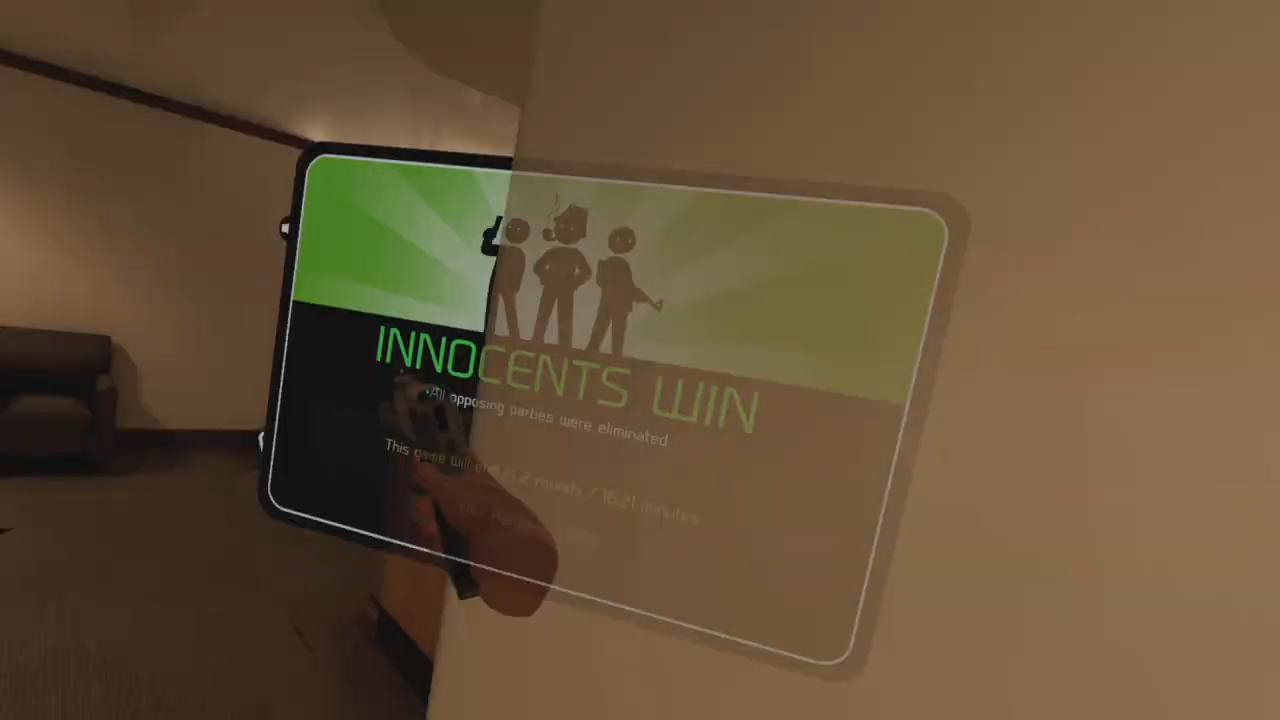 INNOCENTS WIN
All opposing parties were eliminated.
This game will end in 2 rounds / 16:21 minutes